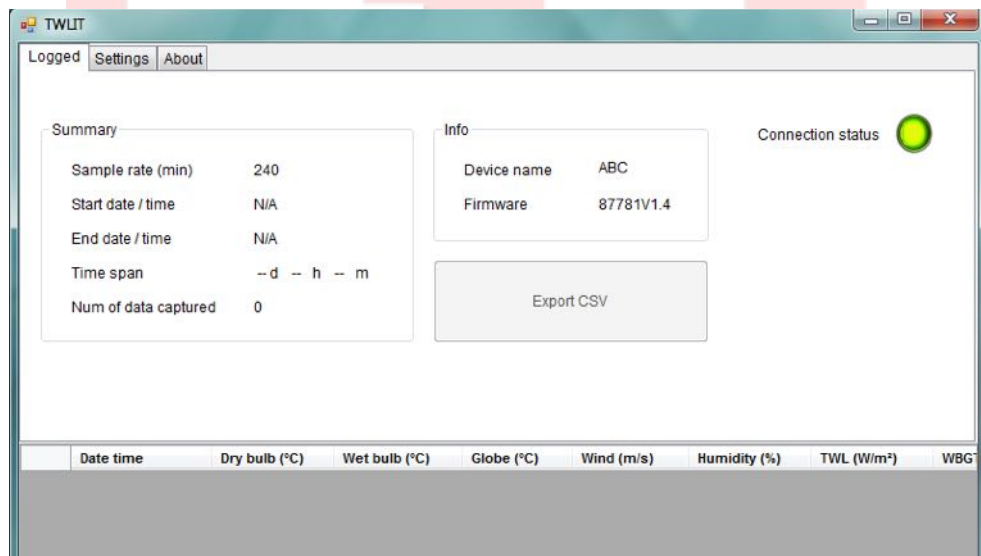 TWLIT
Logged Settings About
Summary
Sample rate (min) 240
Start date / time N/A
End date / time N/A
Time span -- d -- h -- m
Num of data captured 0
Info
Device name ABC
Firmware 87781V1.4
Export CSV
Connection status
Date time Dry bulb (°C) Wet bulb (°C) Globe (°C) Wind (m/s) Humidity (%) TWL (W/m²) WBGT